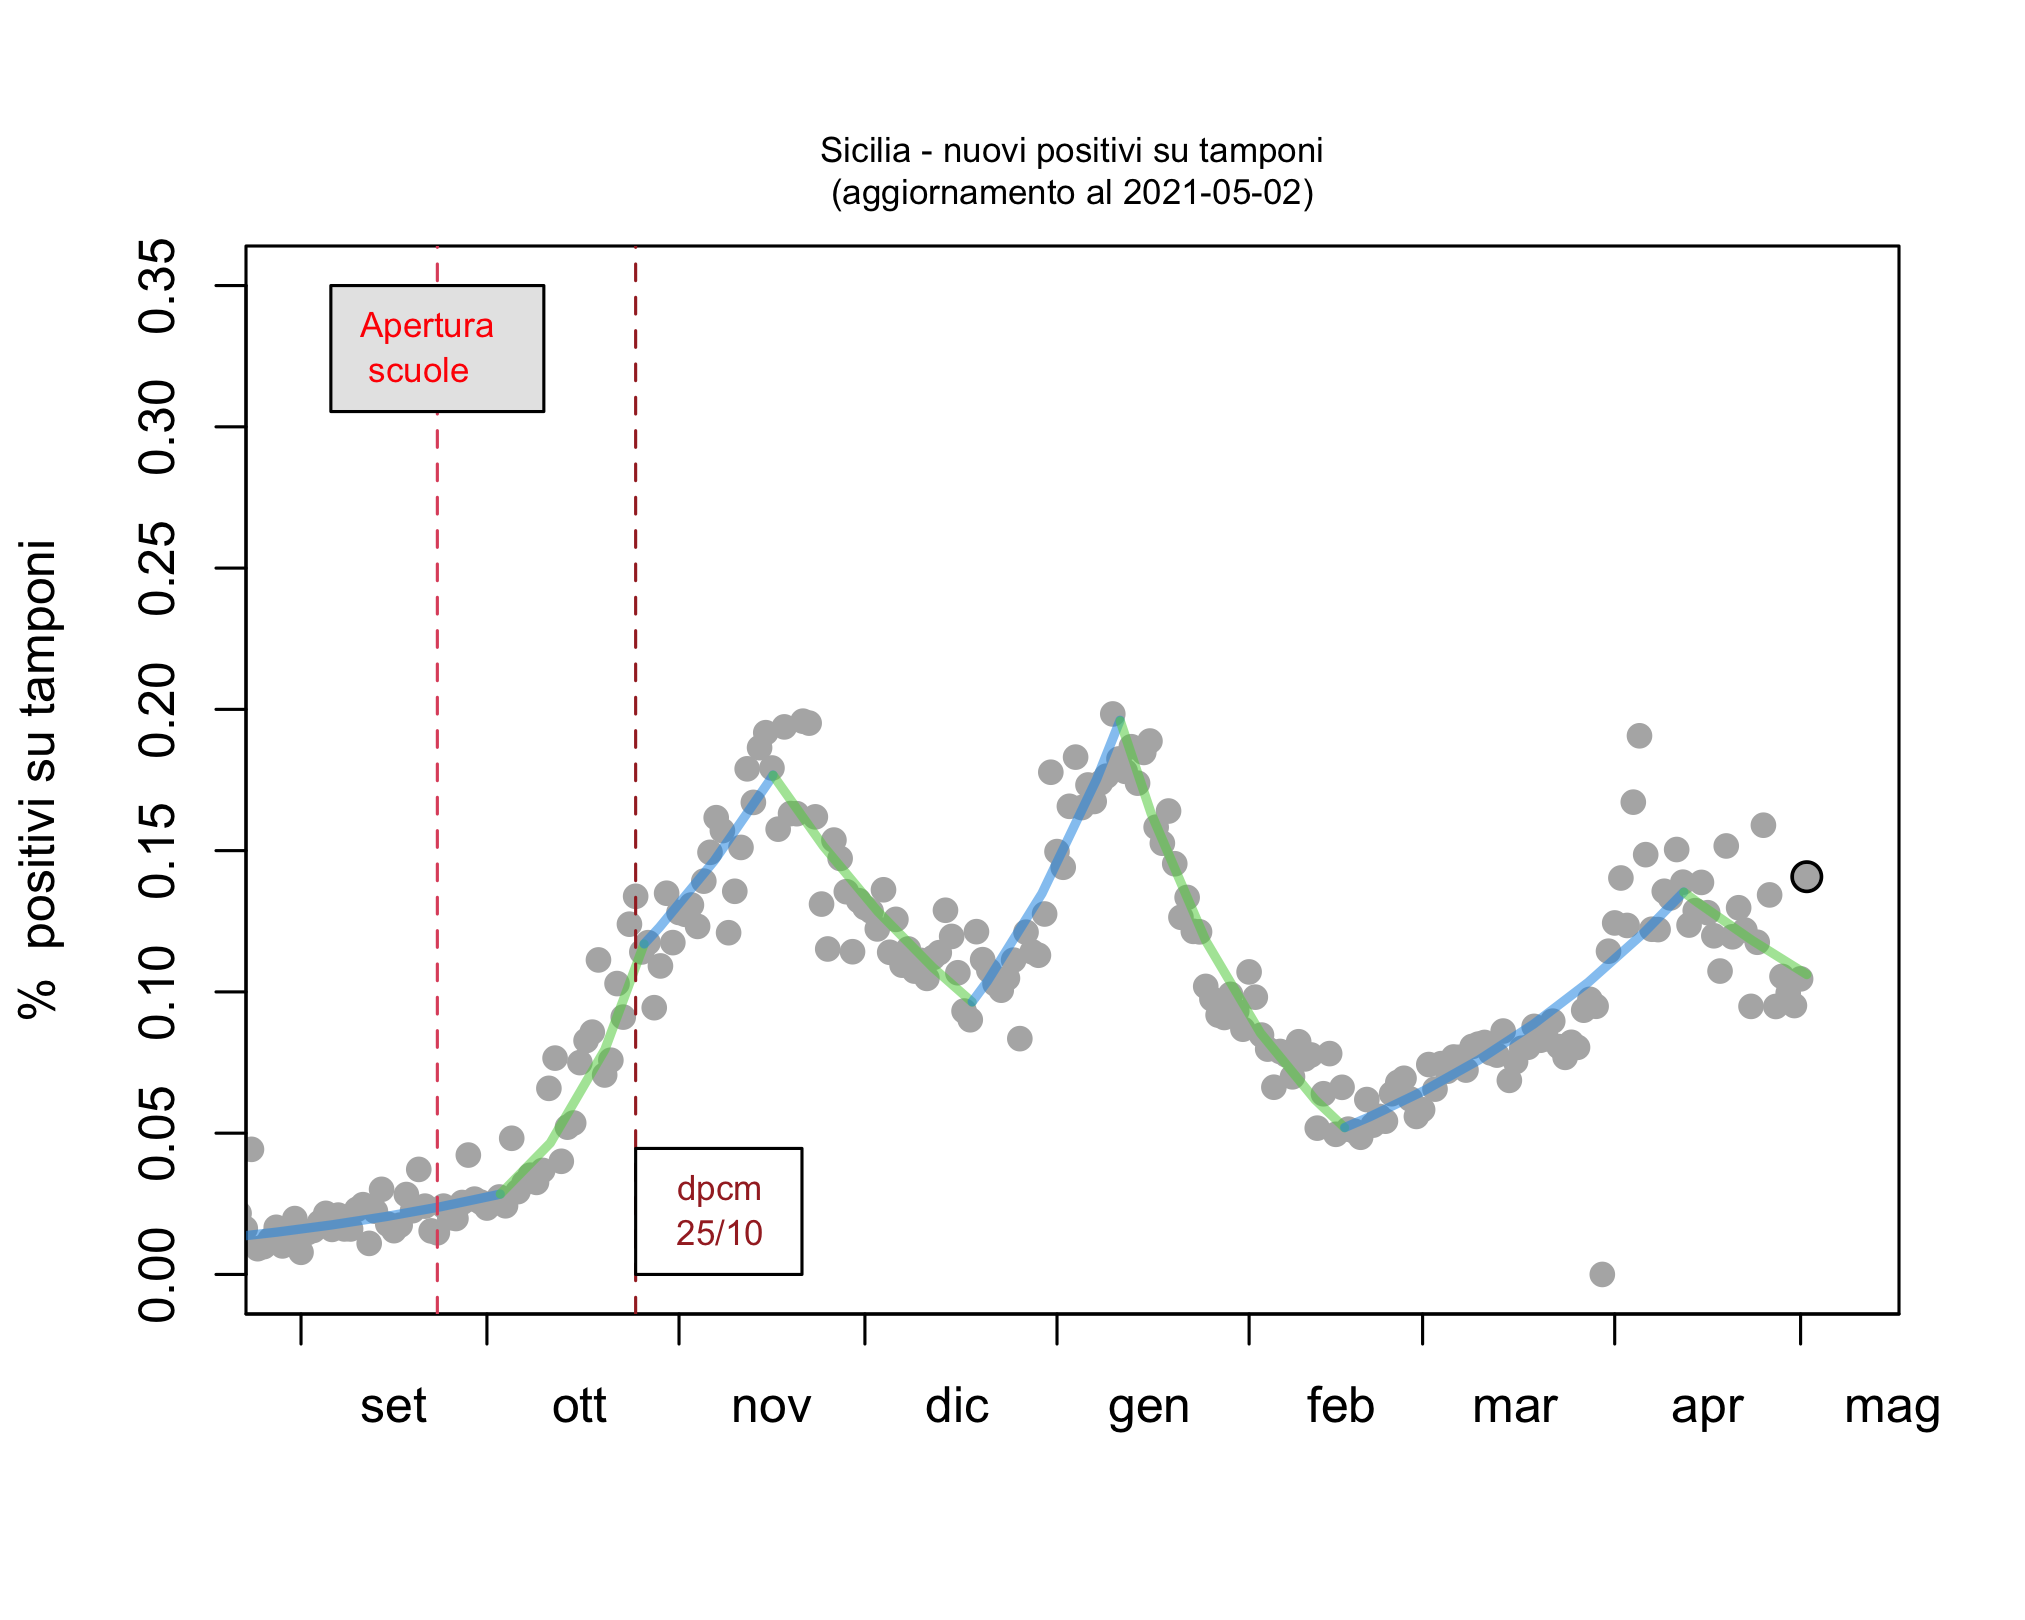 Sicilia - nuovi positivi su tamponi
(aggiornamento al 2021-05-02)
% positivi su tamponi
0.35
0.30
0.25
0.20
0.15
0.10
0.05
0.00
Apertura
scuole
dpcm
25/10
set ott nov dic gen feb mar apr mag